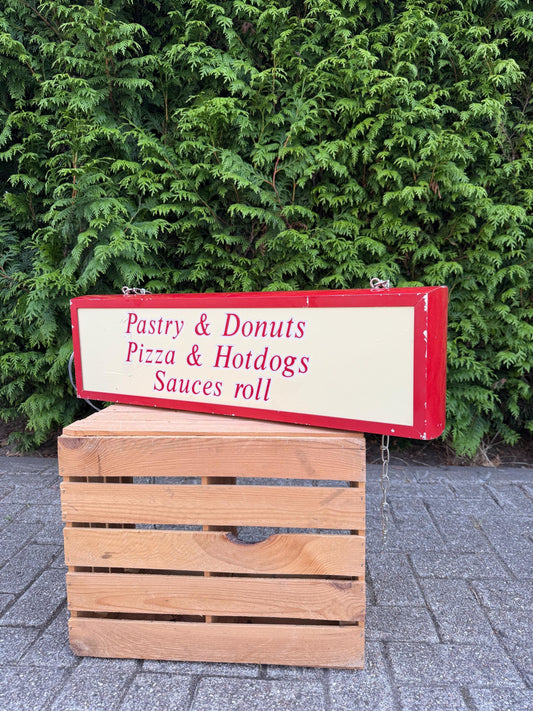 Pastry & Donuts
Pizza & Hotdogs
Sauces roll